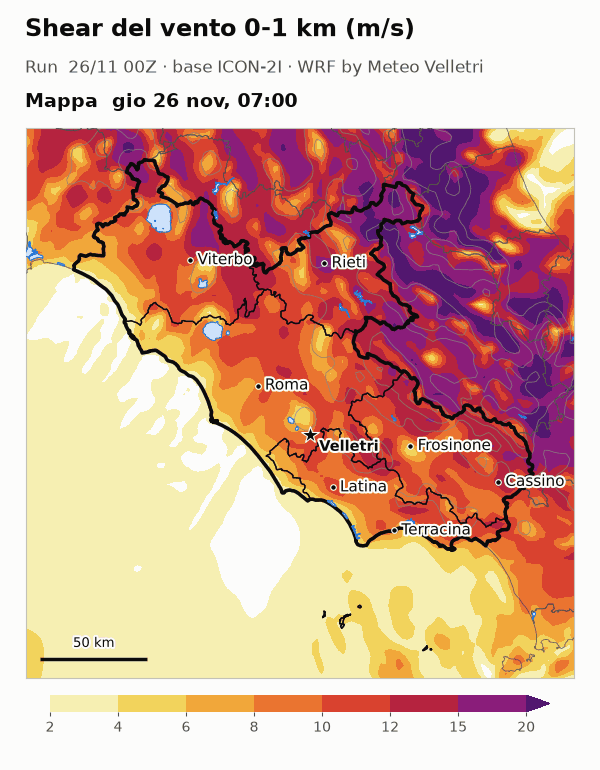 Shear del vento 0-1 km (m/s)
Run  26/11 00Z · base ICON-2I · WRF by Meteo Velletri
Mappa  gio 26 nov, 07:00
Viterbo
Rieti
Roma
Velletri
Frosinone
Latina
Cassino
Terracina
50 km
2 4 6 8 10 12 15 20